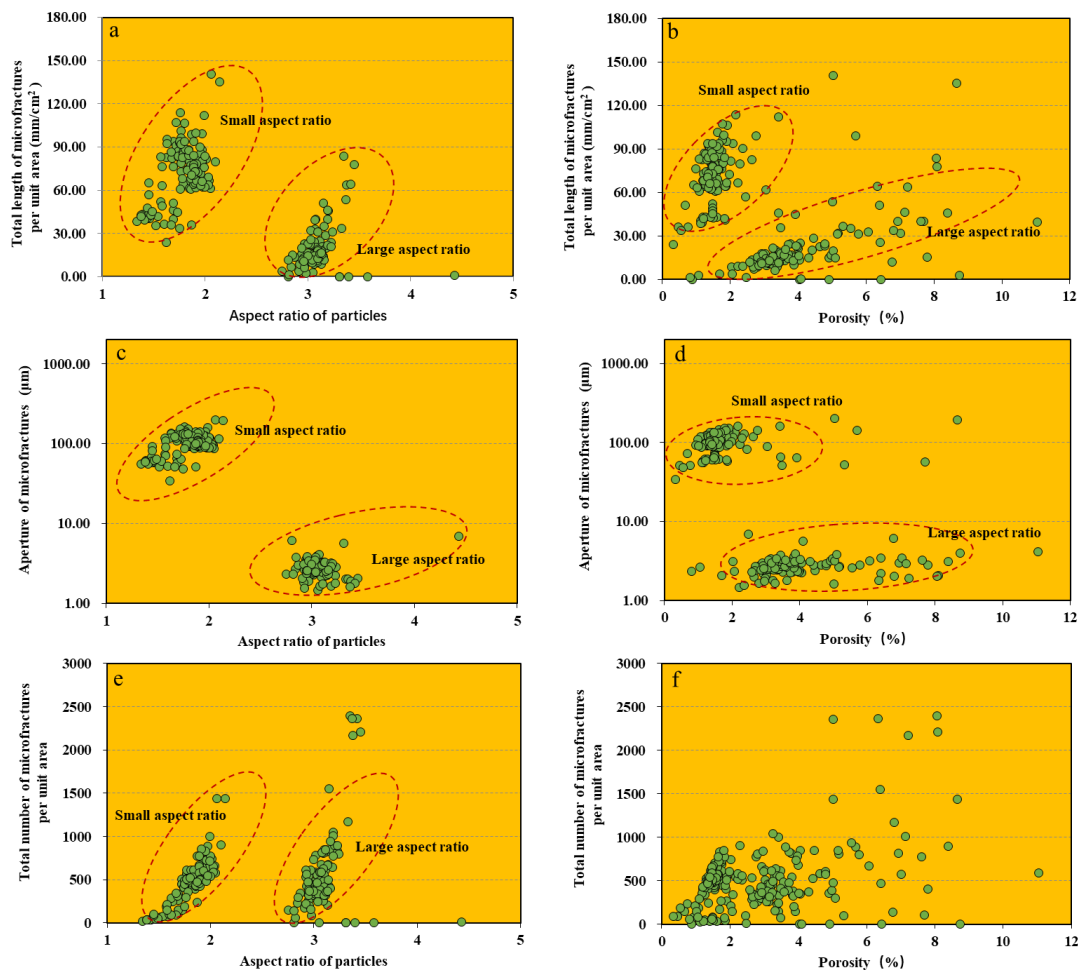 a
180.00
150.00
120.00
90.00
60.00
30.00
0.00
Total length of microfractures
per unit area (mm/cm²)
Small aspect ratio
Large aspect ratio
1 2 3 4 5
Aspect ratio of particles
b
180.00
150.00
120.00
90.00
60.00
30.00
0.00
Total length of microfractures
per unit area (mm/cm²)
Small aspect ratio
Large aspect ratio
0 2 4 6 8 10 12
Porosity (%)
c
1000.00
100.00
10.00
1.00
Aperture of microfractures (μm)
Small aspect ratio
Large aspect ratio
1 2 3 4 5
Aspect ratio of particles
d
1000.00
100.00
10.00
1.00
Aperture of microfractures (μm)
Small aspect ratio
Large aspect ratio
0 2 4 6 8 10 12
Porosity (%)
e
3000
2500
2000
1500
1000
500
0
Total number of microfractures
per unit area
Small aspect ratio
Large aspect ratio
1 2 3 4 5
Aspect ratio of particles
f
3000
2500
2000
1500
1000
500
0
Total number of microfractures
per unit area
0 2 4 6 8 10 12
Porosity (%)